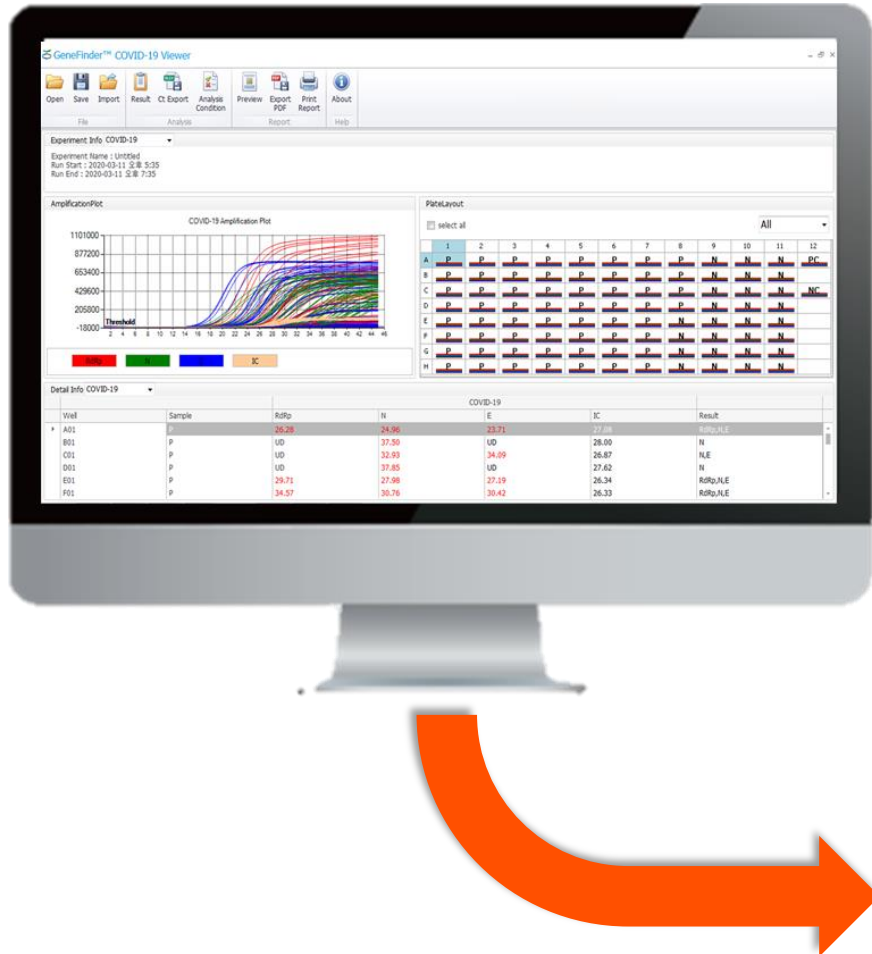 GeneFinder™ COVID-19 Viewer
Open Save Import Result Ct Export Analysis Condition Preview Export PDF Print Report About
File Analysis Report Help
Experiment Info COVID-19
Experiment Name : Untitled
Run Start : 2020-03-11 오후 5:35
Run End : 2020-03-11 오후 7:35
AmplificationPlot
COVID-19 Amplification Plot
1101000
877200
653400
429600
205800
-18000
Threshold
2 4 6 8 10 12 14 16 18 20 22 24 26 28 30 32 34 36 38 40 42 44 46
RdRp N E IC
PlateLayout
select all All
1 2 3 4 5 6 7 8 9 10 11 12
A P P P P P P P P N N N PC
B P P P P P P P P N N N
C P P P P P P P P N N N NC
D P P P P P P P P N N N
E P P P P P P P N N N N
F P P P P P P P N N N N
G P P P P P P P N N N N
H P P P P P P P N N N N
Detail Info COVID-19
COVID-19
Well Sample RdRp N E IC Result
A01 P 26.28 24.96 23.71 27.08 RdRp,N,E
B01 P UD 37.50 UD 28.00 N
C01 P UD 32.93 34.09 26.87 N,E
D01 P UD 37.85 UD 27.62 N
E01 P 29.71 27.98 27.19 26.34 RdRp,N,E
F01 P 34.57 30.76 30.42 26.33 RdRp,N,E